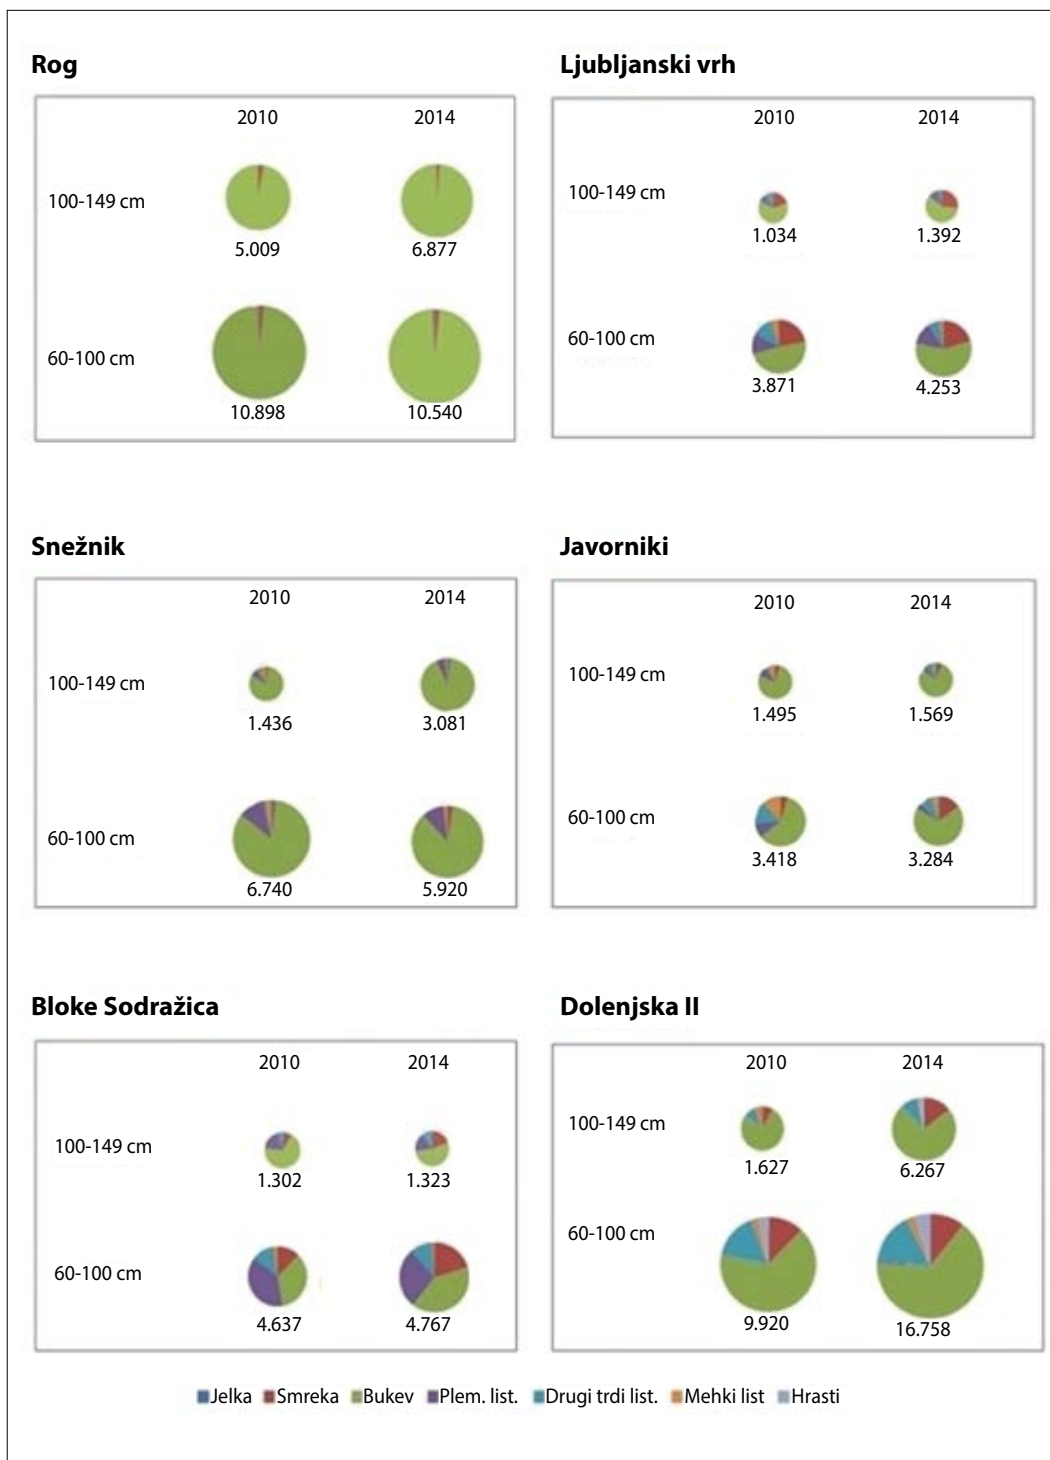 Rog
2010 2014
100-149 cm
5.009 6.877
60-100 cm
10.898 10.540
Ljubljanski vrh
2010 2014
100-149 cm
1.034 1.392
60-100 cm
3.871 4.253
Snežnik
2010 2014
100-149 cm
1.436 3.081
60-100 cm
6.740 5.920
Javorniki
2010 2014
100-149 cm
1.495 1.569
60-100 cm
3.418 3.284
Bloke Sodražica
2010 2014
100-149 cm
1.302 1.323
60-100 cm
4.637 4.767
Dolenjska II
2010 2014
100-149 cm
1.627 6.267
60-100 cm
9.920 16.758
Jelka Smreka Bukev Plem. list. Drugi trdi list. Mehki list Hrasti